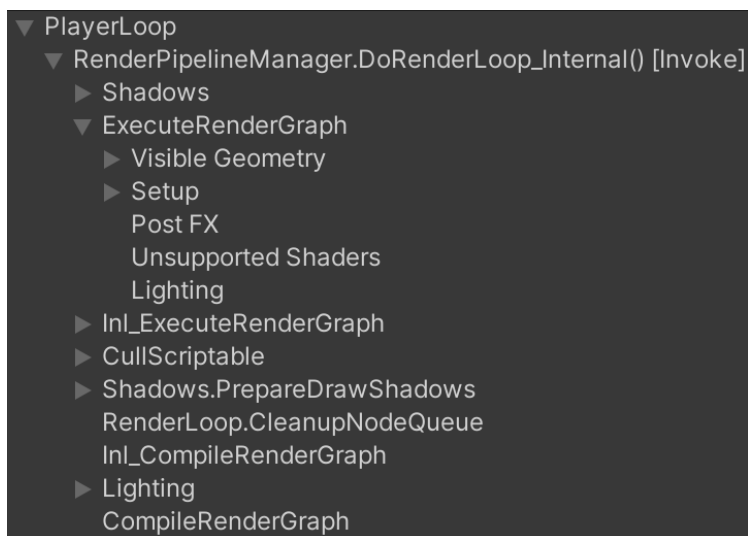 PlayerLoop
RenderPipelineManager.DoRenderLoop_Internal() [Invoke]
Shadows
ExecuteRenderGraph
Visible Geometry
Setup
Post FX
Unsupported Shaders
Lighting
Inl_ExecuteRenderGraph
CullScriptable
Shadows.PrepareDrawShadows
RenderLoop.CleanupNodeQueue
Inl_CompileRenderGraph
Lighting
CompileRenderGraph